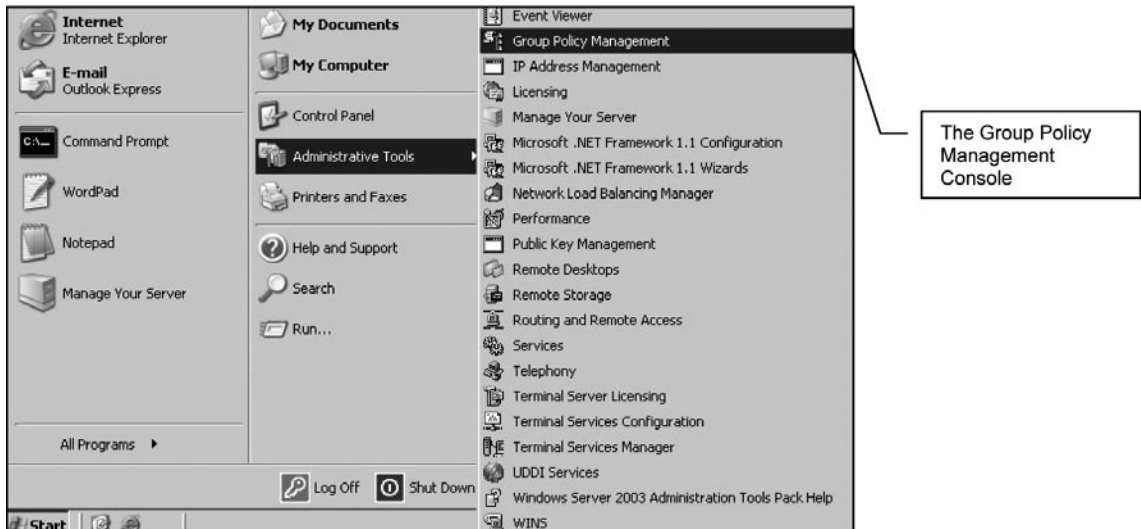 Internet
Internet Explorer
E-mail
Outlook Express
C:\_
Command Prompt
WordPad
Notepad
Manage Your Server
All Programs
My Documents
My Computer
Control Panel
Administrative Tools
Printers and Faxes
Help and Support
Search
Run...
Log Off
Shut Down
Start
Event Viewer
Group Policy Management
IP Address Management
Licensing
Manage Your Server
Microsoft .NET Framework 1.1 Configuration
Microsoft .NET Framework 1.1 Wizards
Network Load Balancing Manager
Performance
Public Key Management
Remote Desktops
Remote Storage
Routing and Remote Access
Services
Telephony
Terminal Server Licensing
Terminal Services Configuration
Terminal Services Manager
UDDI Services
Windows Server 2003 Administration Tools Pack Help
WINS
The Group Policy
Management
Console